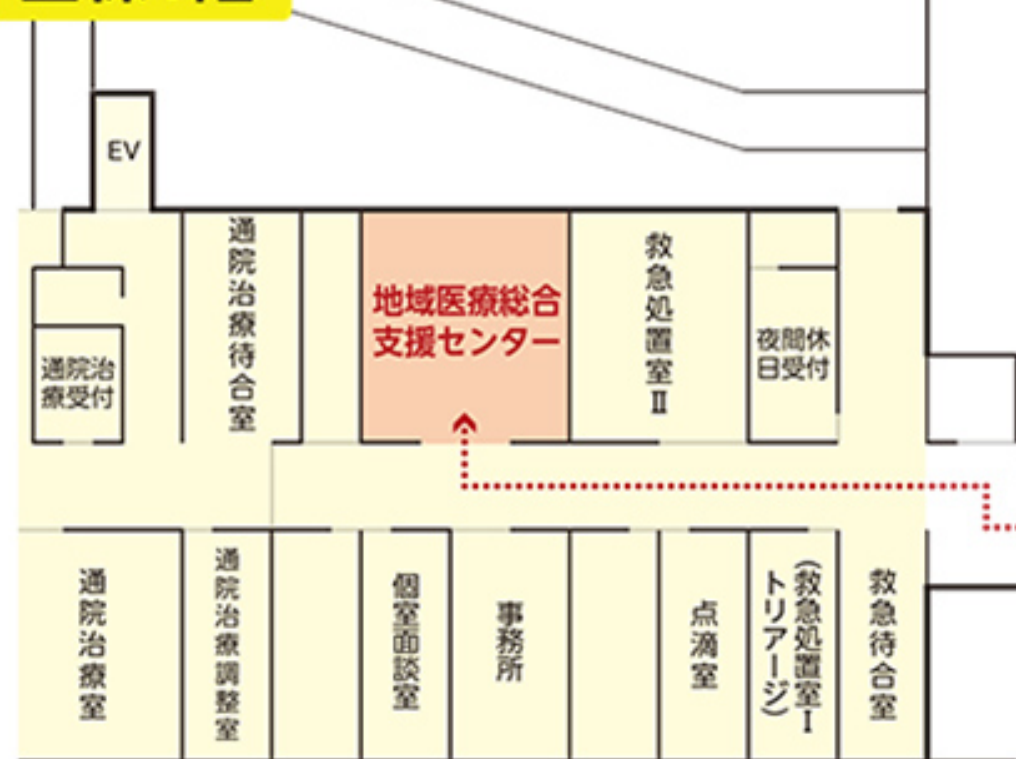 EV
通院治療待合室
地域医療総合
支援センター
救急処置室Ⅱ
夜間休
日受付
通院治
療受付
通院治療室
通院治療調整室
個室面談室
事務所
点滴室
(救急処置室Ⅰ
トリアージ)
救急待合室